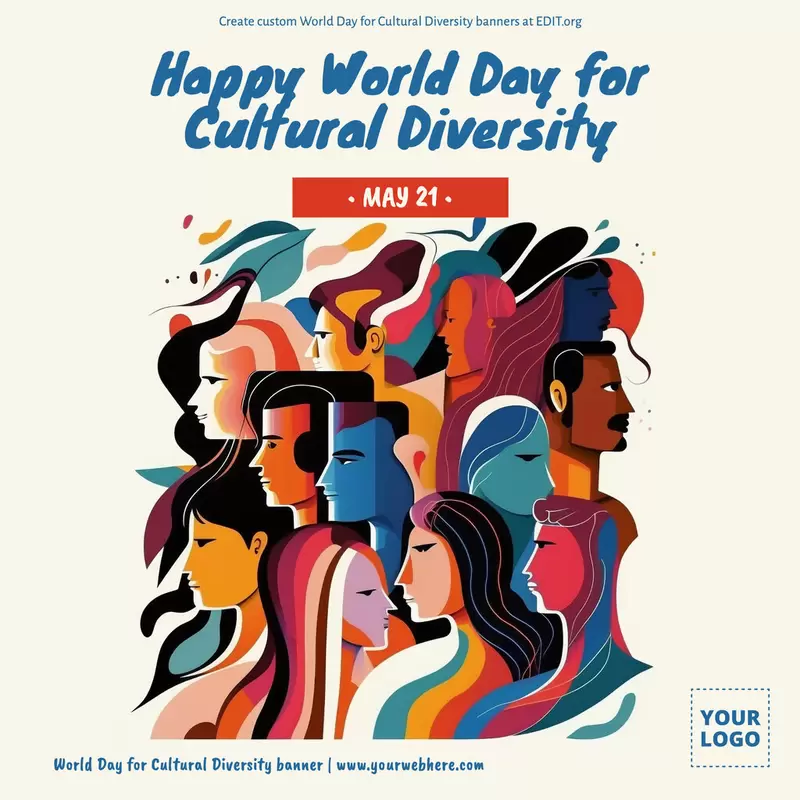 Create custom World Day for Cultural Diversity banners at EDIT.org
Happy World Day for
Cultural Diversity
• MAY 21 •
YOUR
LOGO
World Day for Cultural Diversity banner | www.yourwebhere.com